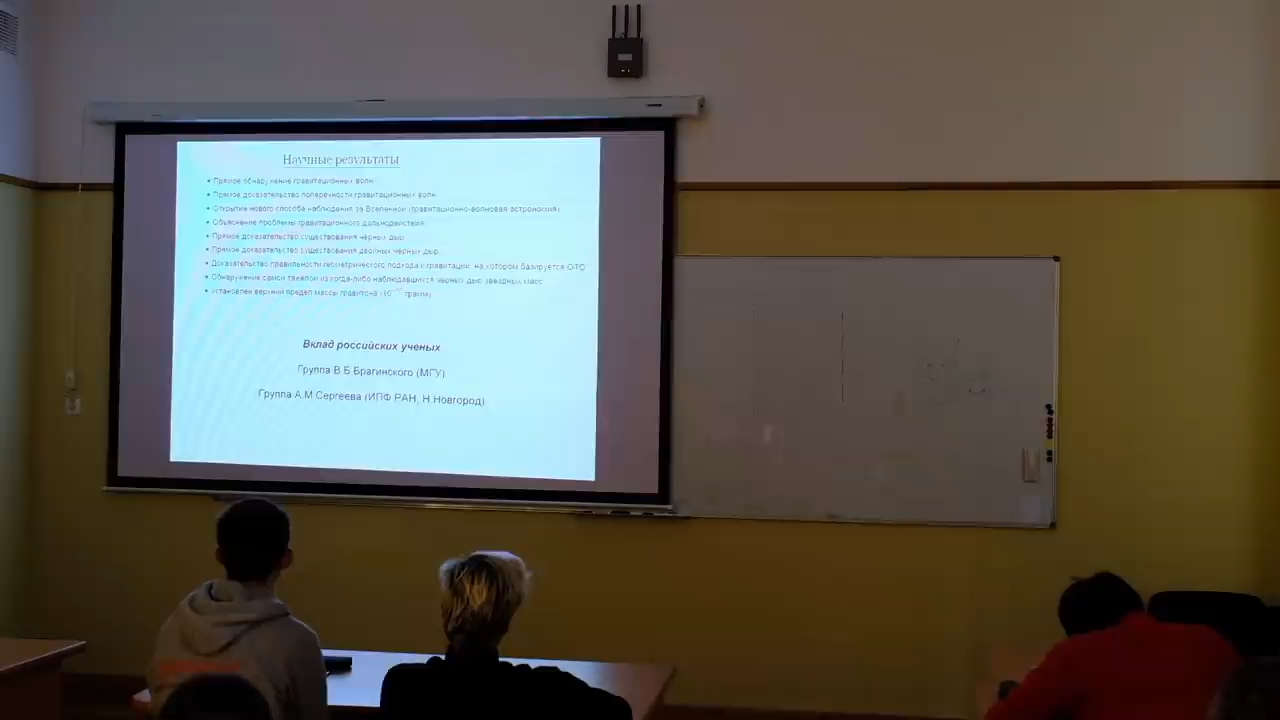 Научные результаты
• Прямое обнаружение гравитационных волн
• Прямое доказательство поперечности гравитационных волн
• Открытие нового способа наблюдения за Вселенной (гравитационно-волновая астрономия)
• Объяснение проблемы гравитационного дальнодействия
• Прямое доказательство существования черных дыр
• Прямое доказательство существования двойных черных дыр
• Доказательство правильности геометрического подхода к гравитации, на котором базируется ОТО
• Обнаружение самой тяжелой из когда-либо наблюдавшихся черных дыр звездных масс
• Установлен верхний предел массы гравитона грамм)
Вклад российских ученых
Группа В.Б.Брагинского (МГУ)
Группа А.М.Сергеева (ИПФ РАН, Н.Новгород)